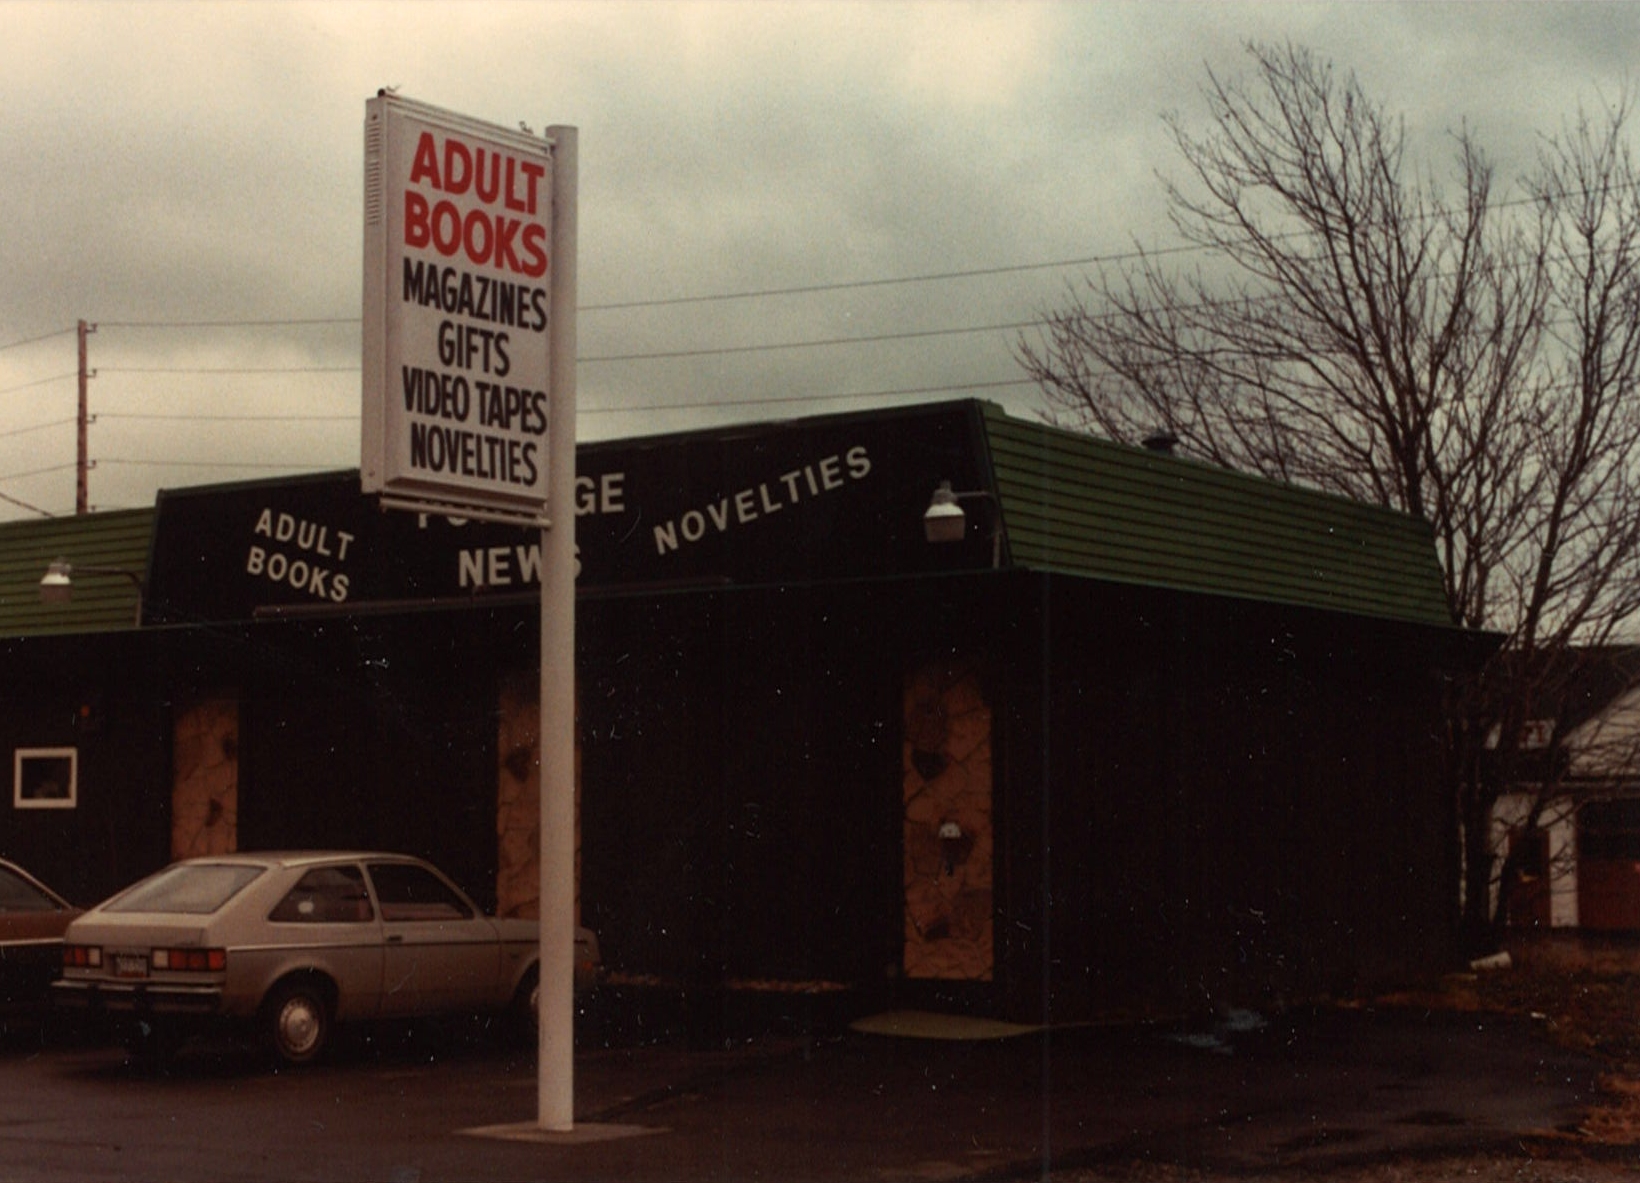 ADULT
BOOKS
MAGAZINES
GIFTS
VIDEO TAPES
NOVELTIES
ADULT
BOOKS
NEWS
NOVELTIES